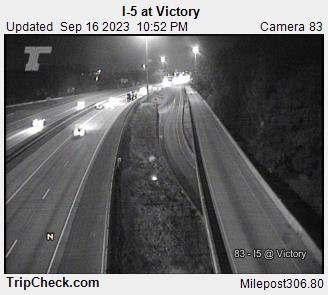 I-5 at Victory
Updated Sep 16 2023 10:52 PM Camera 83
T
N
83 - I5 @ Victory
TripCheck.com Milepost306.80